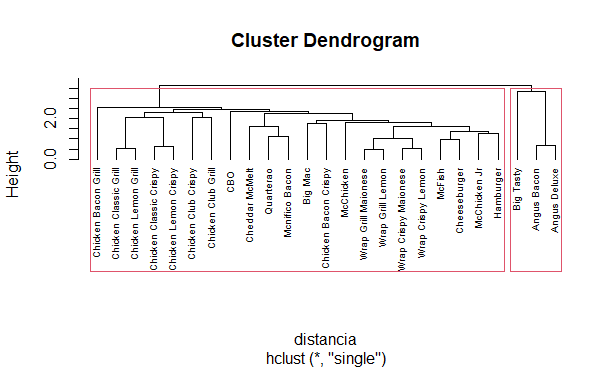 Cluster Dendrogram
Height
0.0
2.0
Chicken Bacon Grill
Chicken Classic Grill
Chicken Lemon Grill
Chicken Classic Crispy
Chicken Lemon Crispy
Chicken Club Crispy
Chicken Club Grill
CBO
Cheddar McMelt
Quarterao
Mcnifico Bacon
Big Mac
Chicken Bacon Crispy
McChicken
Wrap Grill Maionese
Wrap Grill Lemon
Wrap Crispy Maionese
Wrap Crispy Lemon
McFish
Cheeseburger
McChicken Jr
Hamburger
Big Tasty
Angus Bacon
Angus Deluxe
distancia
hclust (*, "single")